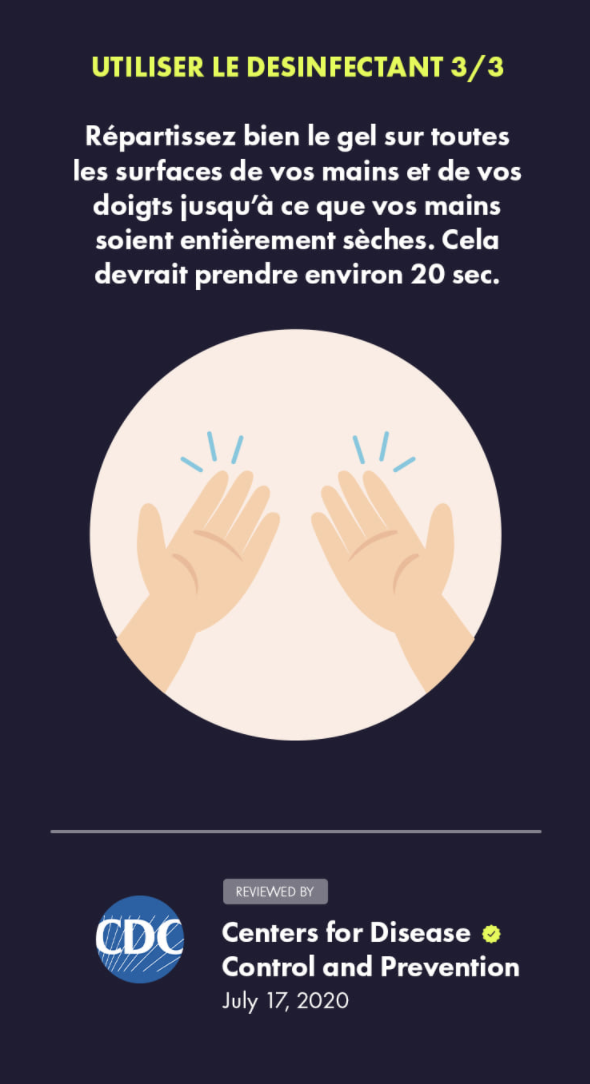 UTILISER LE DESINFECTANT 3/3
Répartissez bien le gel sur toutes
les surfaces de vos mains et de vos
doigts jusqu’à ce que vos mains
soient entièrement sèches. Cela
devrait prendre environ 20 sec.
REVIEWED BY
CDC
Centers for Disease
Control and Prevention
July 17, 2020